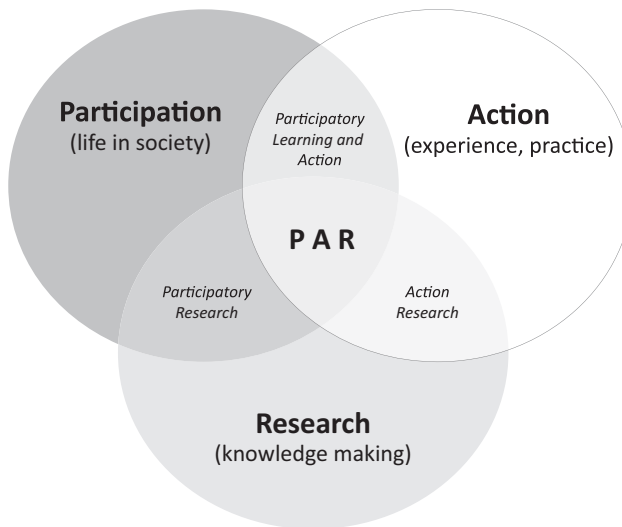 Participation
(life in society)
Participatory
Learning and
Action
Action
(experience, practice)
P A R
Participatory
Research
Action
Research
Research
(knowledge making)